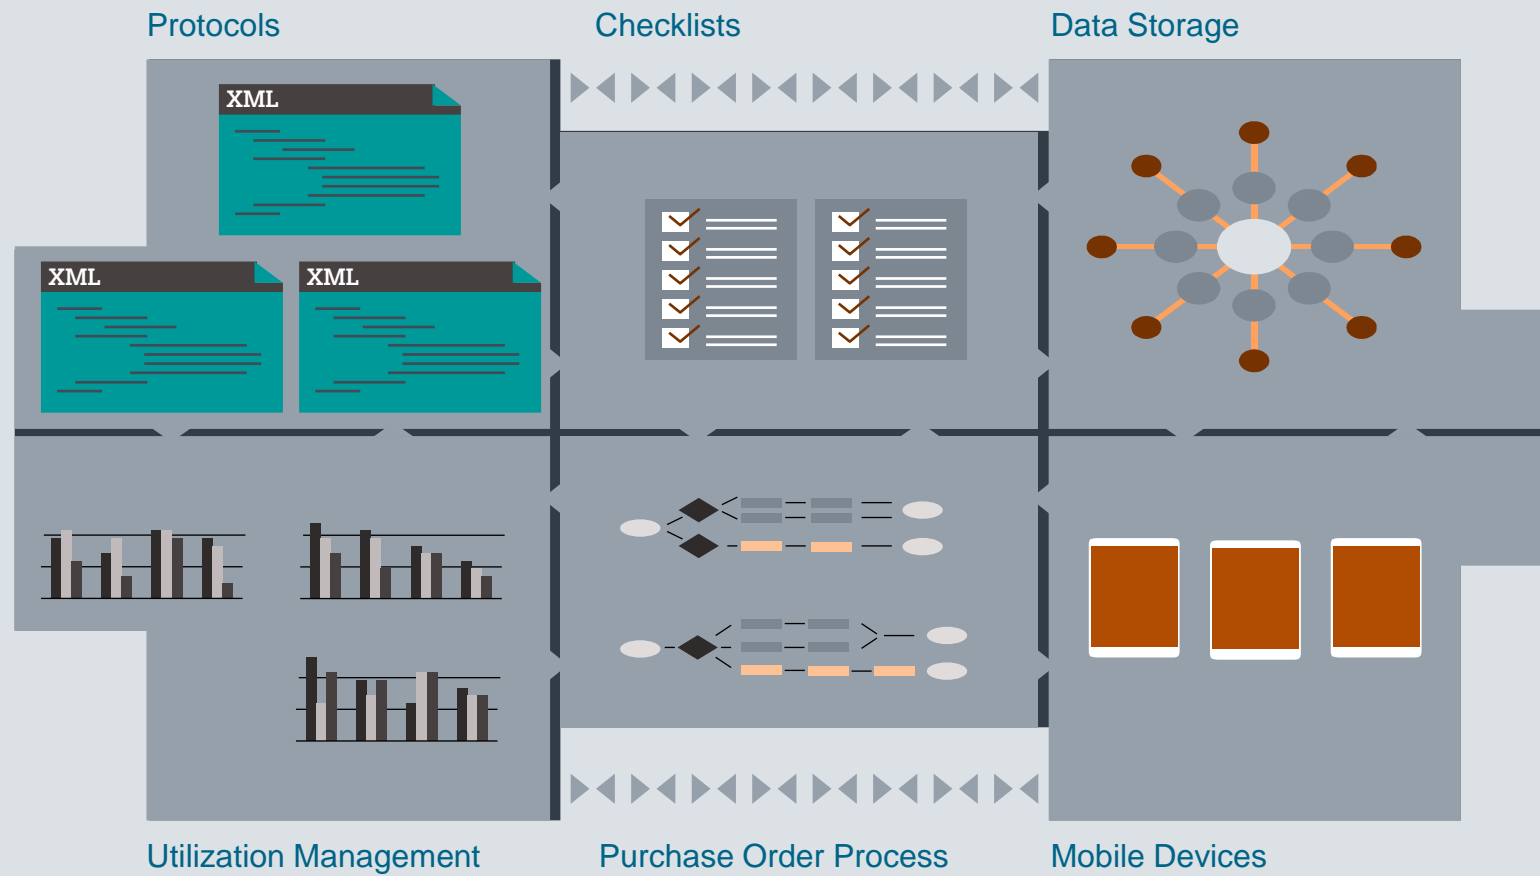 Protocols
Checklists
Data Storage
XML
XML
XML
Utilization Management
Purchase Order Process
Mobile Devices